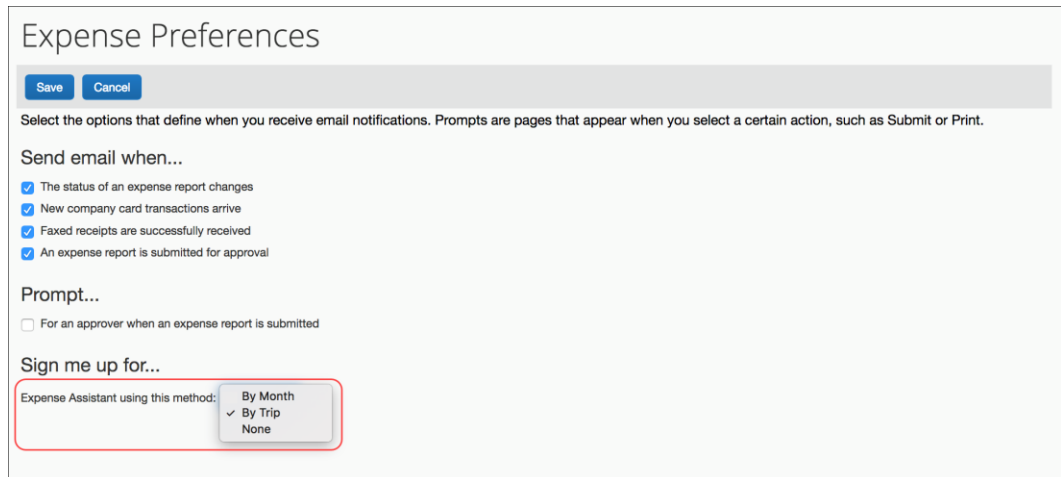 Expense Preferences
Save Cancel
Select the options that define when you receive email notifications. Prompts are pages that appear when you select a certain action, such as Submit or Print.
Send email when...
The status of an expense report changes
New company card transactions arrive
Faxed receipts are successfully received
An expense report is submitted for approval
Prompt...
For an approver when an expense report is submitted
Sign me up for...
Expense Assistant using this method:
By Month
By Trip
None